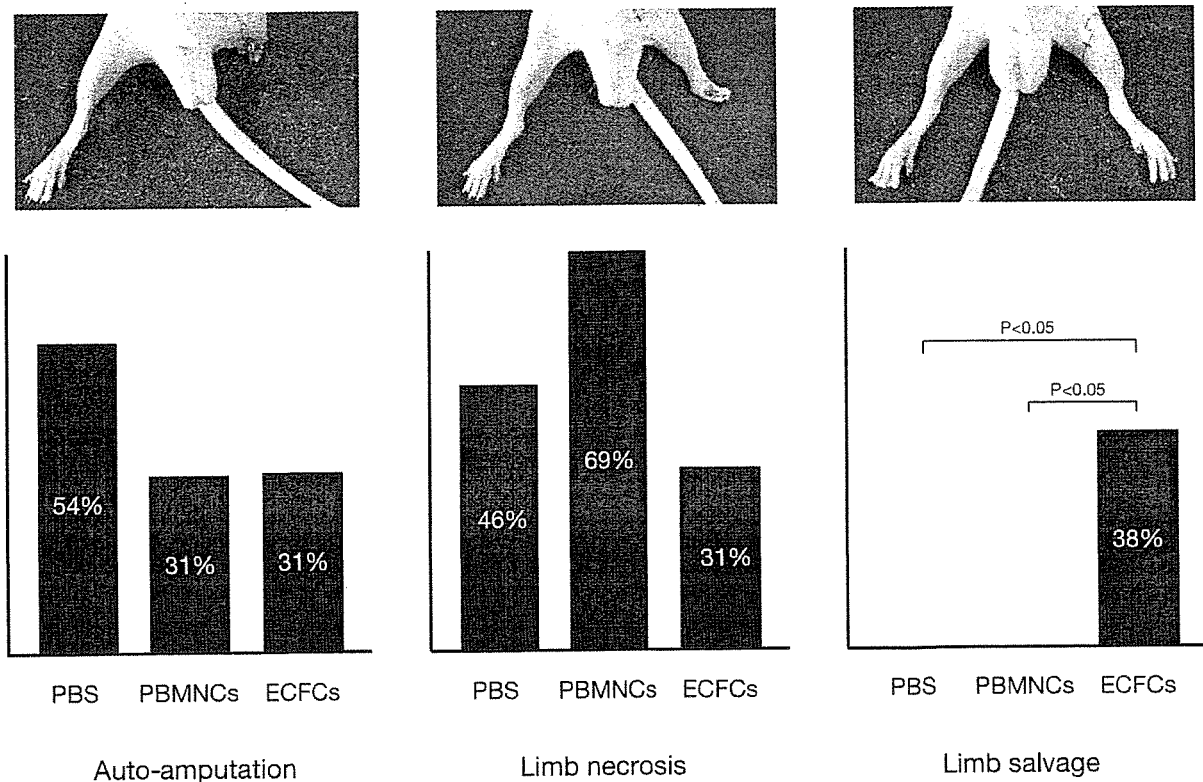 P<0.05
P<0.05
54%
31%
31%
46%
69%
31%
38%
PBS PBMNCs ECFCs
PBS PBMNCs ECFCs
PBS PBMNCs ECFCs
Auto-amputation
Limb necrosis
Limb salvage